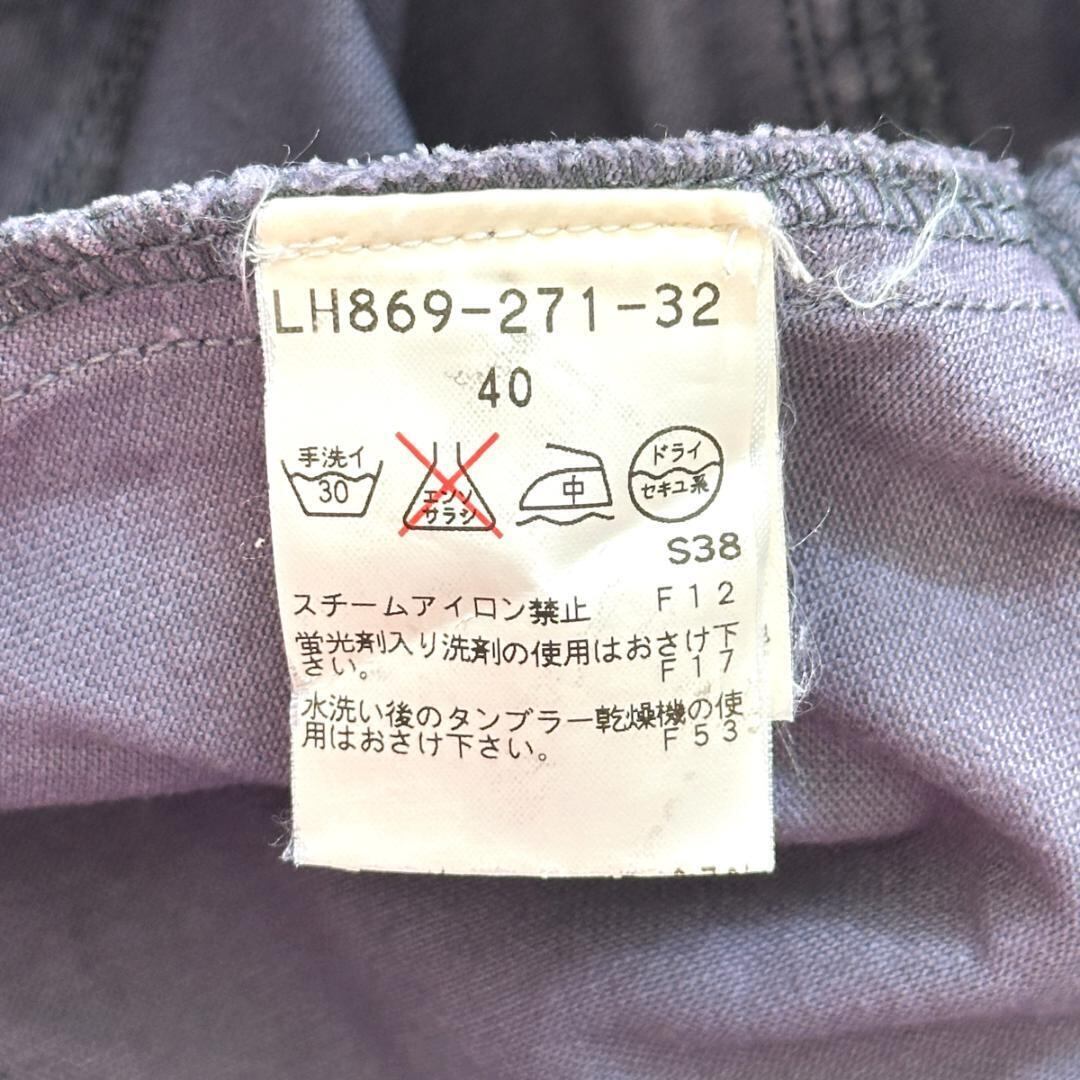 LH869-271-32
40
手洗イ
30
エンソ
サラシ
中
ドライ
セキユ系
S38
スチームアイロン禁止 F12
蛍光剤入り洗剤の使用はおさけ下
さい。 F17
水洗い後のタンブラー乾燥機の使
用はおさけ下さい。 F53